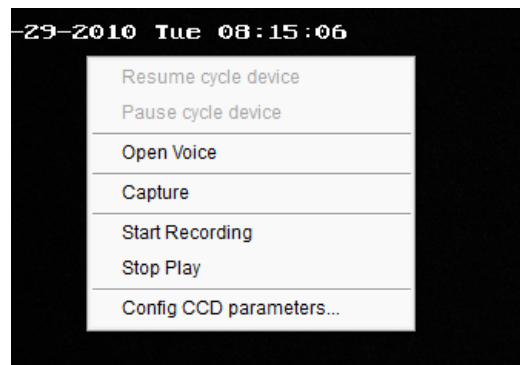 -29-2010 Tue 08:15:06
Resume cycle device
Pause cycle device
Open Voice
Capture
Start Recording
Stop Play
Config CCD parameters...